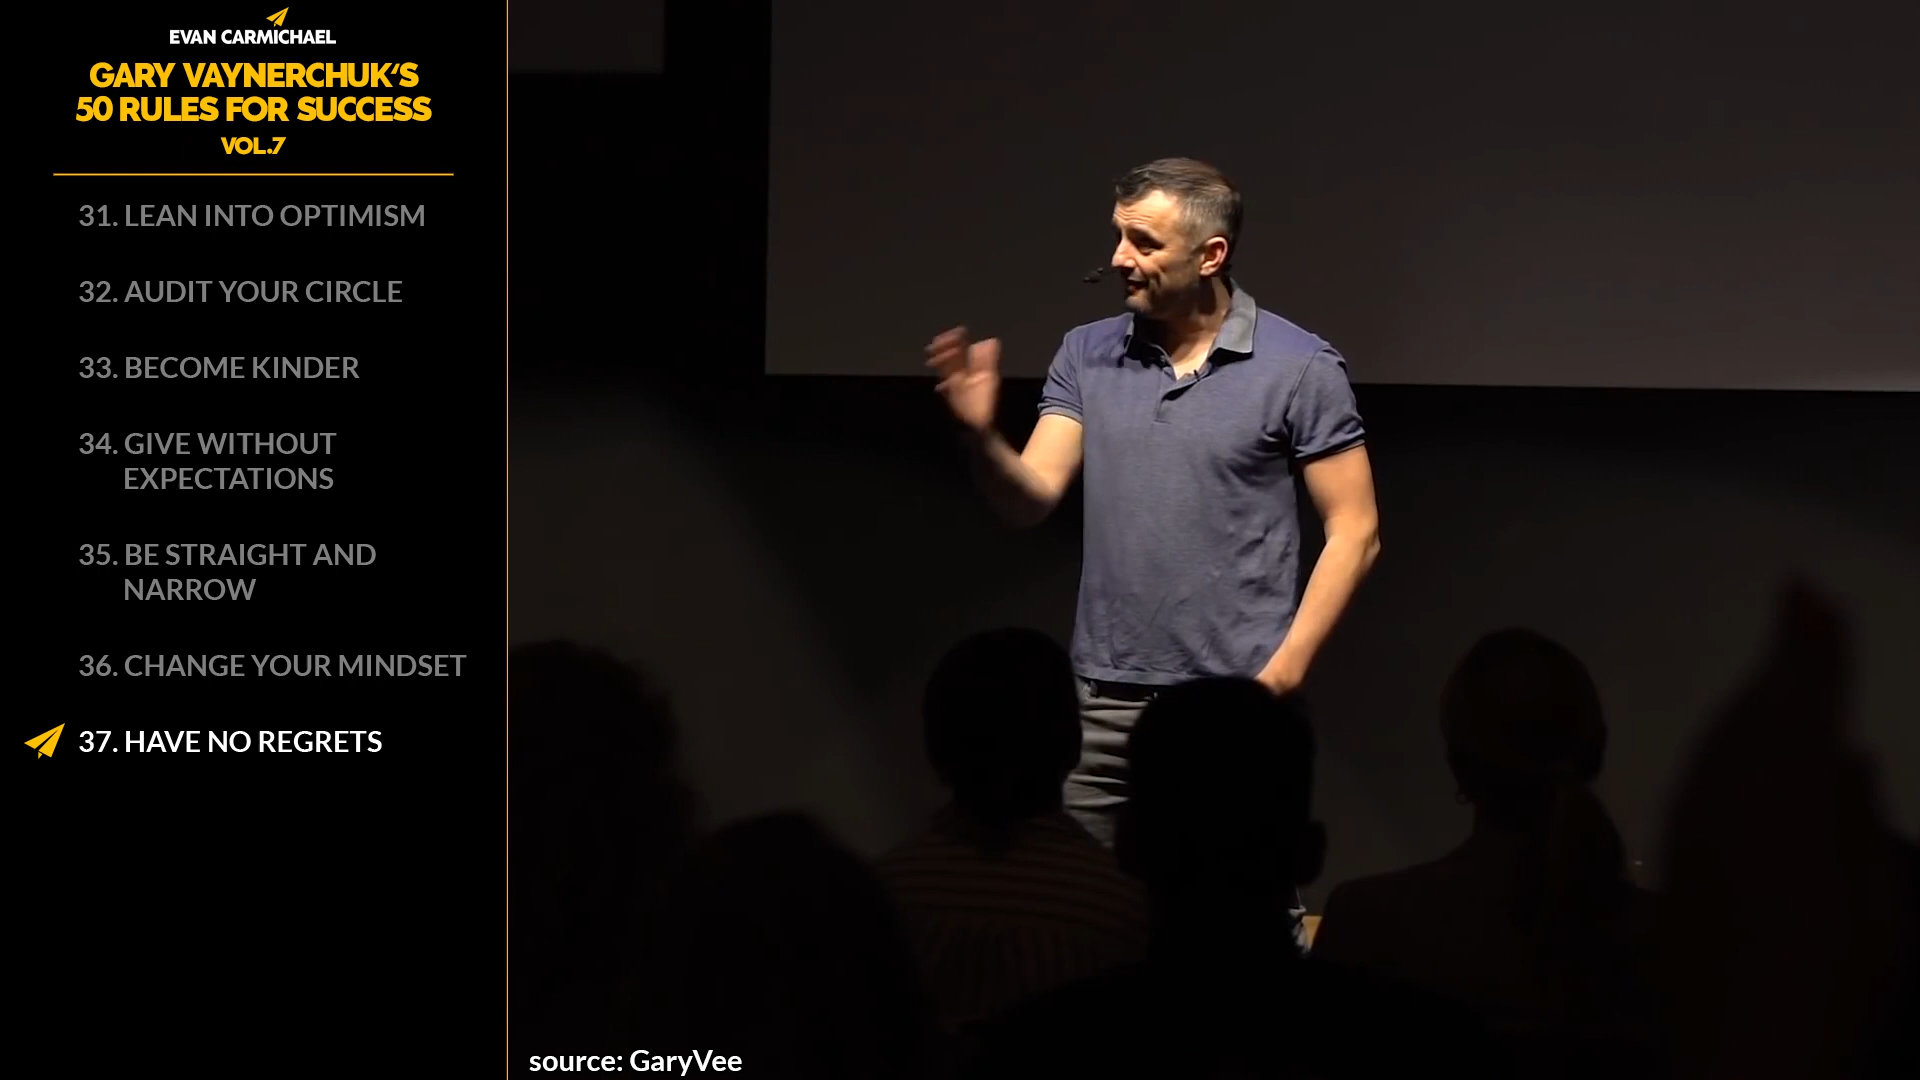 EVAN CARMICHAEL
GARY VAYNERCHUK'S
50 RULES FOR SUCCESS
VOL.7
31. LEAN INTO OPTIMISM
32. AUDIT YOUR CIRCLE
33. BECOME KINDER
34. GIVE WITHOUT
EXPECTATIONS
35. BE STRAIGHT AND
NARROW
36. CHANGE YOUR MINDSET
37. HAVE NO REGRETS
source: GaryVee